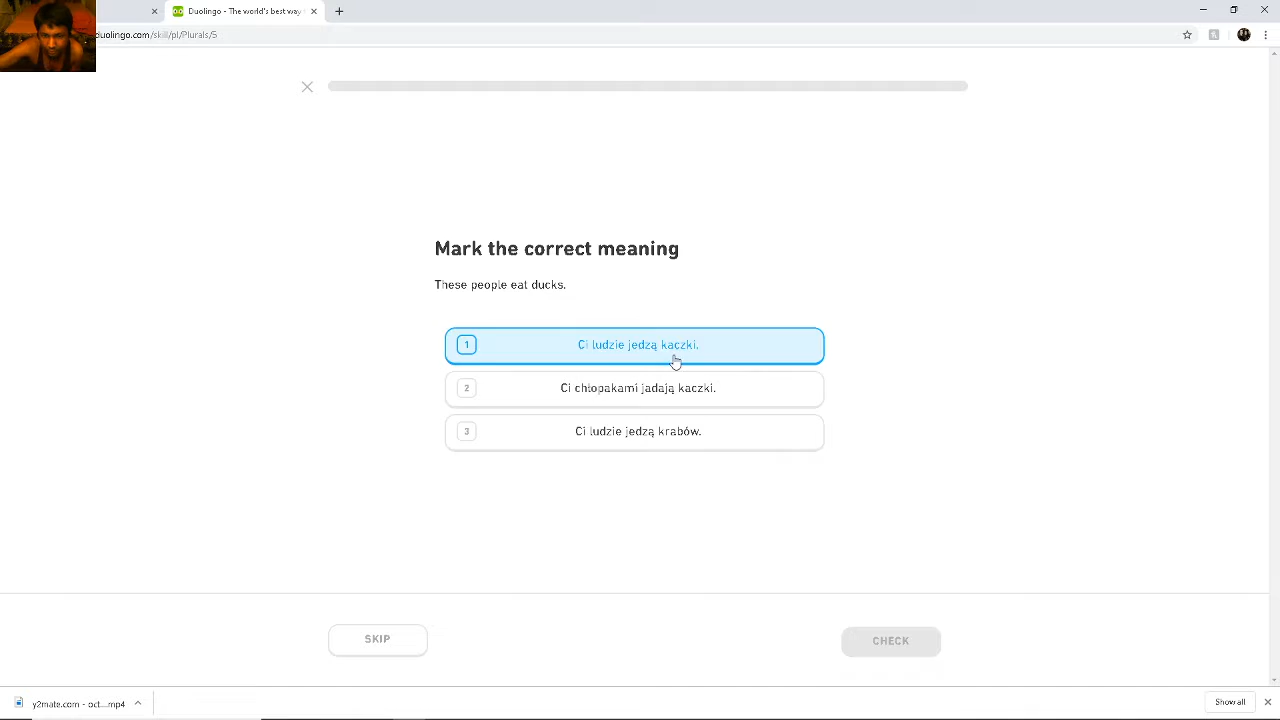 Duolingo - The world's best way
duolingo.com/skill/pl/Plurals/5
Mark the correct meaning
These people eat ducks.
1 Ci ludzie jedzą kaczki.
2 Ci chłopakami jadają kaczki.
3 Ci ludzie jedzą krabów.
SKIP
CHECK
y2mate.com - oct...mp4
Show all